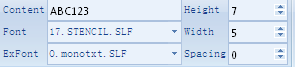 Content ABC123 Height 7
Font 17.STENCIL.SLF Width 5
ExFont 0.monotxt.SLF Spacing 0